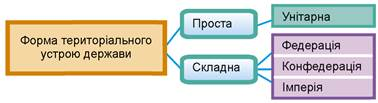 Форма територіального
устрою держави
Проста
Унітарна
Складна
Федерація
Конфедерація
Імперія